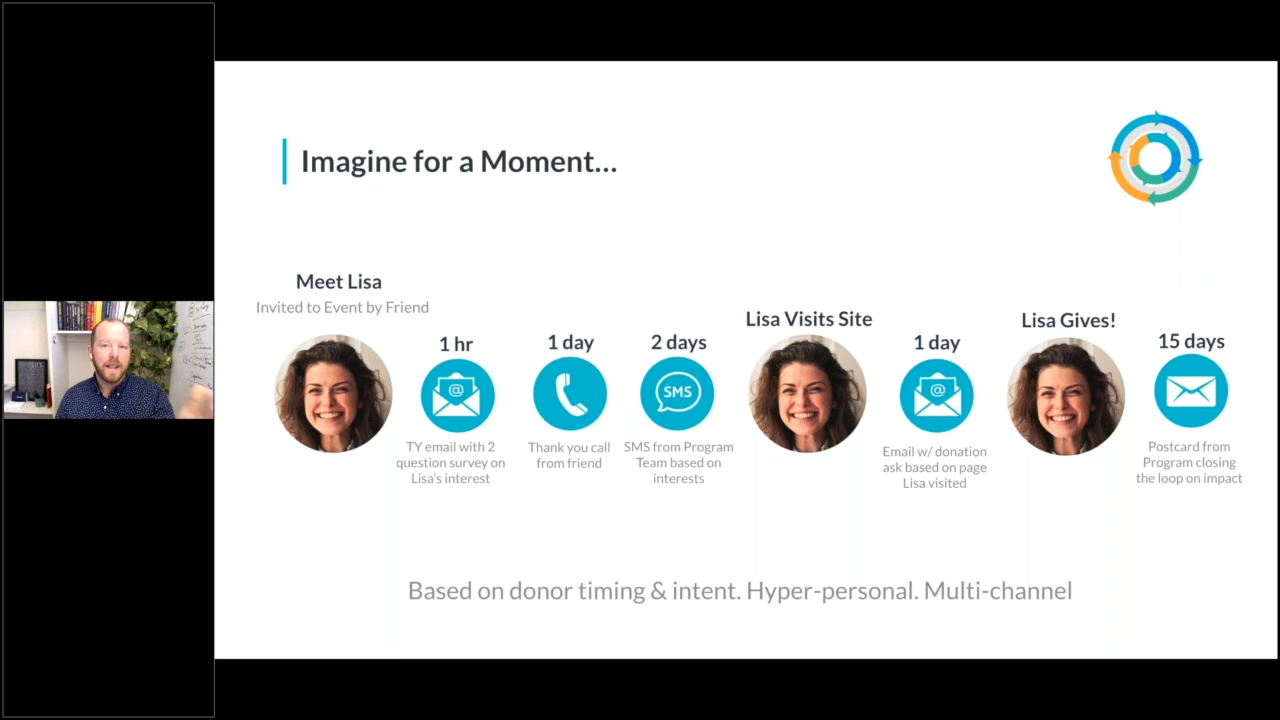 Imagine for a Moment...
Meet Lisa
Invited to Event by Friend
1 hr
TY email with 2
question survey on
Lisa's interest
1 day
Thank you call
from friend
2 days
SMS
SMS from Program
Team based on
interests
Lisa Visits Site
1 day
Email w/ donation
ask based on page
Lisa visited
Lisa Gives!
15 days
Postcard from
Program closing
the loop on impact
Based on donor timing & intent. Hyper-personal. Multi-channel